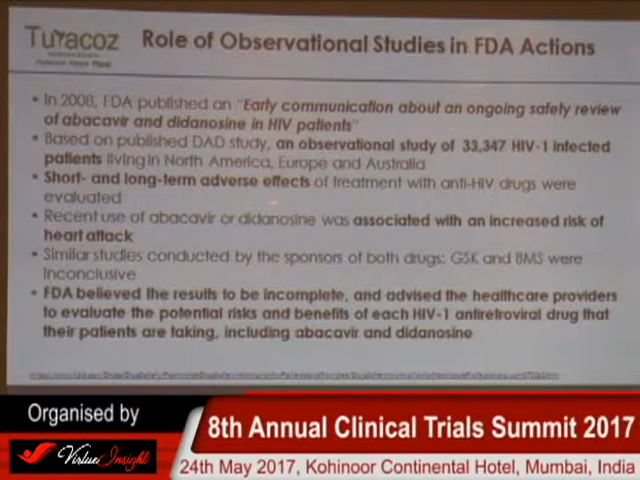 Turacoz
Role of Observational Studies in FDA Actions
• In 2008, FDA published an "Early communication about an ongoing safety review
of abacavir and didanosine in HIV patients"
• Based on published DAD study, an observational study of 33,347 HIV-1 infected
patients living in North America, Europe and Australia
• Short- and long-term adverse effects of treatment with anti-HIV drugs were
evaluated
• Recent use of abacavir or didanosine was associated with an increased risk of
heart attack
• Similar studies conducted by the sponsors of both drugs: GSK and BMS were
inconclusive
• FDA believed the results to be incomplete, and advised the healthcare providers
to evaluate the potential risks and benefits of each HIV-1 antiretroviral drug that
their patients are taking, including abacavir and didanosine
Organised by
Virtue Insight
8th Annual Clinical Trials Summit 2017
24th May 2017, Kohinoor Continental Hotel, Mumbai, India